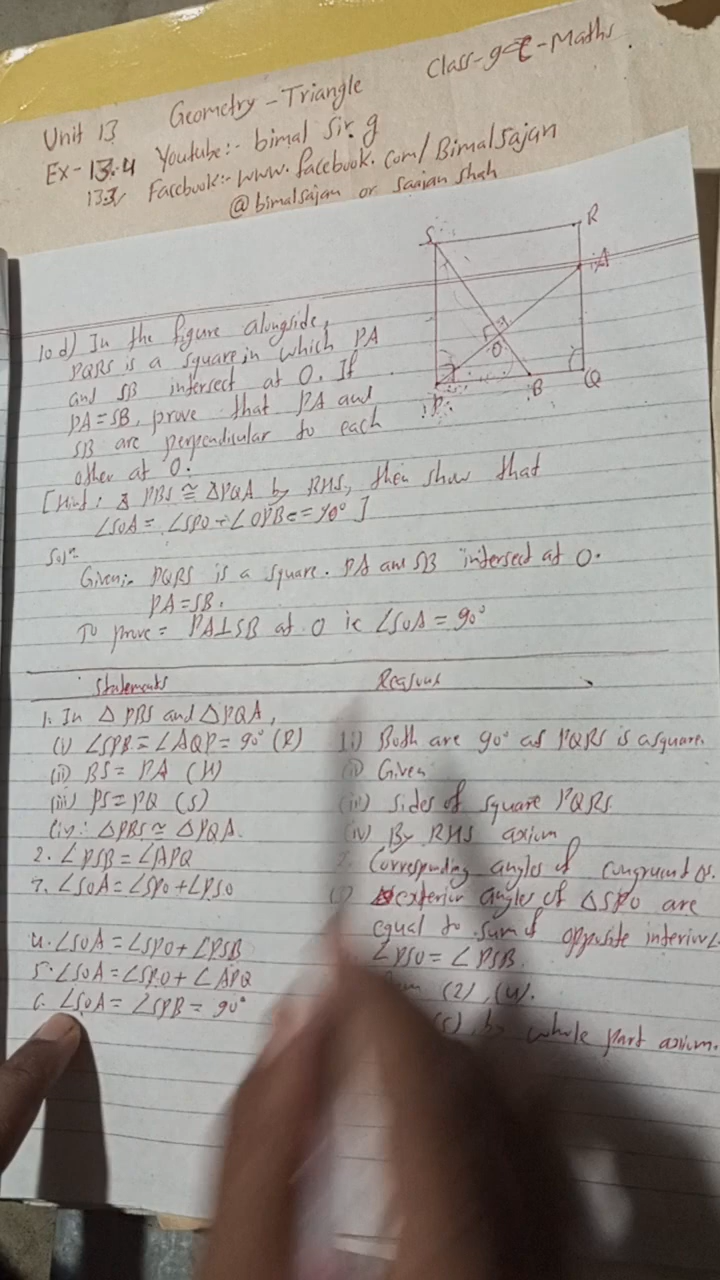 Unit 13 Geometry - Triangle Class-9 - Maths
Ex- 13.4 Youtube:- bimal sir. g
13.3, Facebook:- www.facebook.com/Bimalsajan
@bimalsajan or Sanjan Shah
S
R
A
O
P
B
Q
10.d) In the figure alongside,
PQRS is a square in which PA
and SB intersect at O. If
PA=SB, prove that PA and
SB are perpendicular to each
other at O.
[Hint: Δ PBS ≅ ΔPQA by RHS, then show that
∠SOA = ∠SPO + ∠OPB = 90°]
Solⁿ
Given:- PQRS is a square. PA and SB intersect at O.
PA=SB.
To prove = PA⊥SB at O ie ∠SOA = 90°
Statements Reasons
1. In Δ PBS and ΔPQA,
(i) ∠SPB = ∠AQP = 90° (R) 1.i) Both are 90° as PQRS is a square.
(ii) BS = PA (H) (ii) Given
(iii) PS = PQ (S) (iii) Sides of square PQRS
(iv) ∴ ΔPBS ≅ ΔPQA. (iv) By RHS axium
2. ∠PSB = ∠APQ 2. Corresponding angles of congruent Δs.
3. ∠SOA = ∠SPO + ∠PSO exterior angles of ΔSPO are
equal to sum of opposite interior ∠
4. ∠SOA = ∠SPO + ∠PSB ∠PSO = ∠PSB.
5. ∠SOA = ∠SPO + ∠APQ (2), (4).
6. ∠SOA = ∠SPB = 90° (5), by whole part axium.